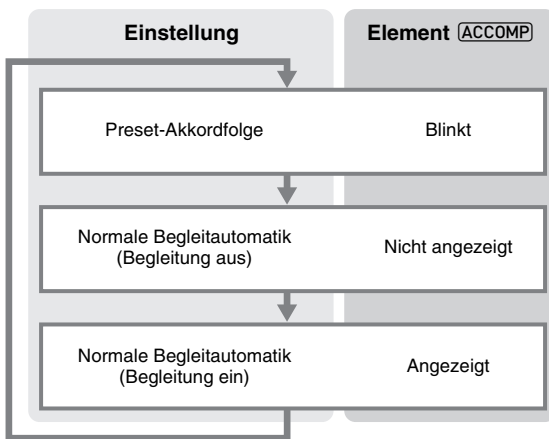 Einstellung Element ACCOMP
Preset-Akkordfolge Blinkt
Normale Begleitautomatik
(Begleitung aus) Nicht angezeigt
Normale Begleitautomatik
(Begleitung ein) Angezeigt